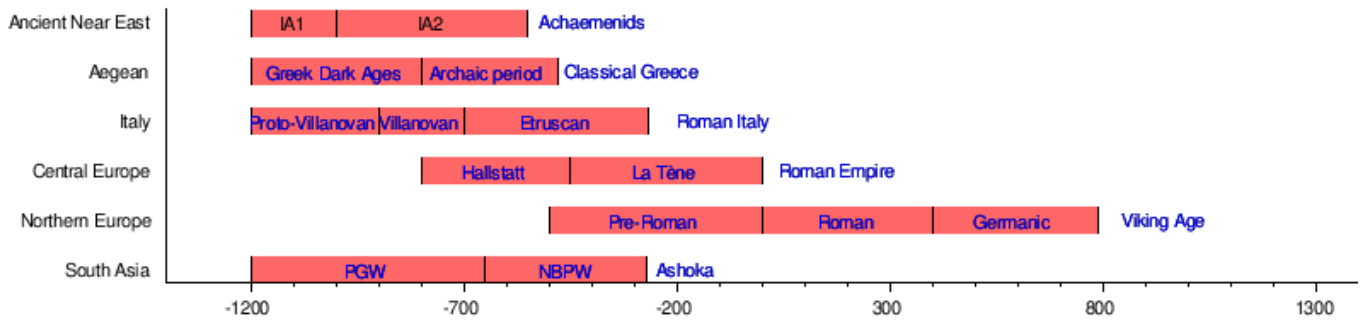 Ancient Near East IA1 IA2 Achaemenids
Aegean Greek Dark Ages Archaic period Classical Greece
Italy Proto-Villanovan Villanovan Etruscan Roman Italy
Central Europe Hallstatt La Tène Roman Empire
Northern Europe Pre-Roman Roman Germanic Viking Age
South Asia PGW NBPW Ashoka
-1200 -700 -200 300 800 1300